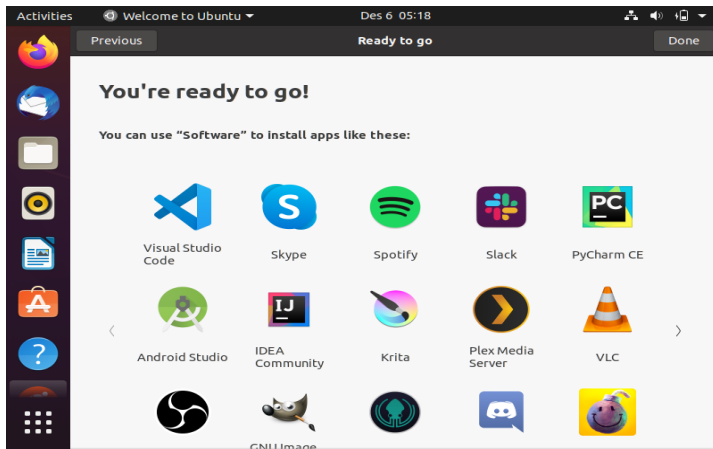 Activities
Welcome to Ubuntu
Des 6 05:18
Previous
Ready to go
Done
You're ready to go!
You can use “Software” to install apps like these:
Visual Studio
Code
Skype
Spotify
Slack
PyCharm CE
Android Studio
IDEA
Community
Krita
Plex Media
Server
VLC
GNU Image